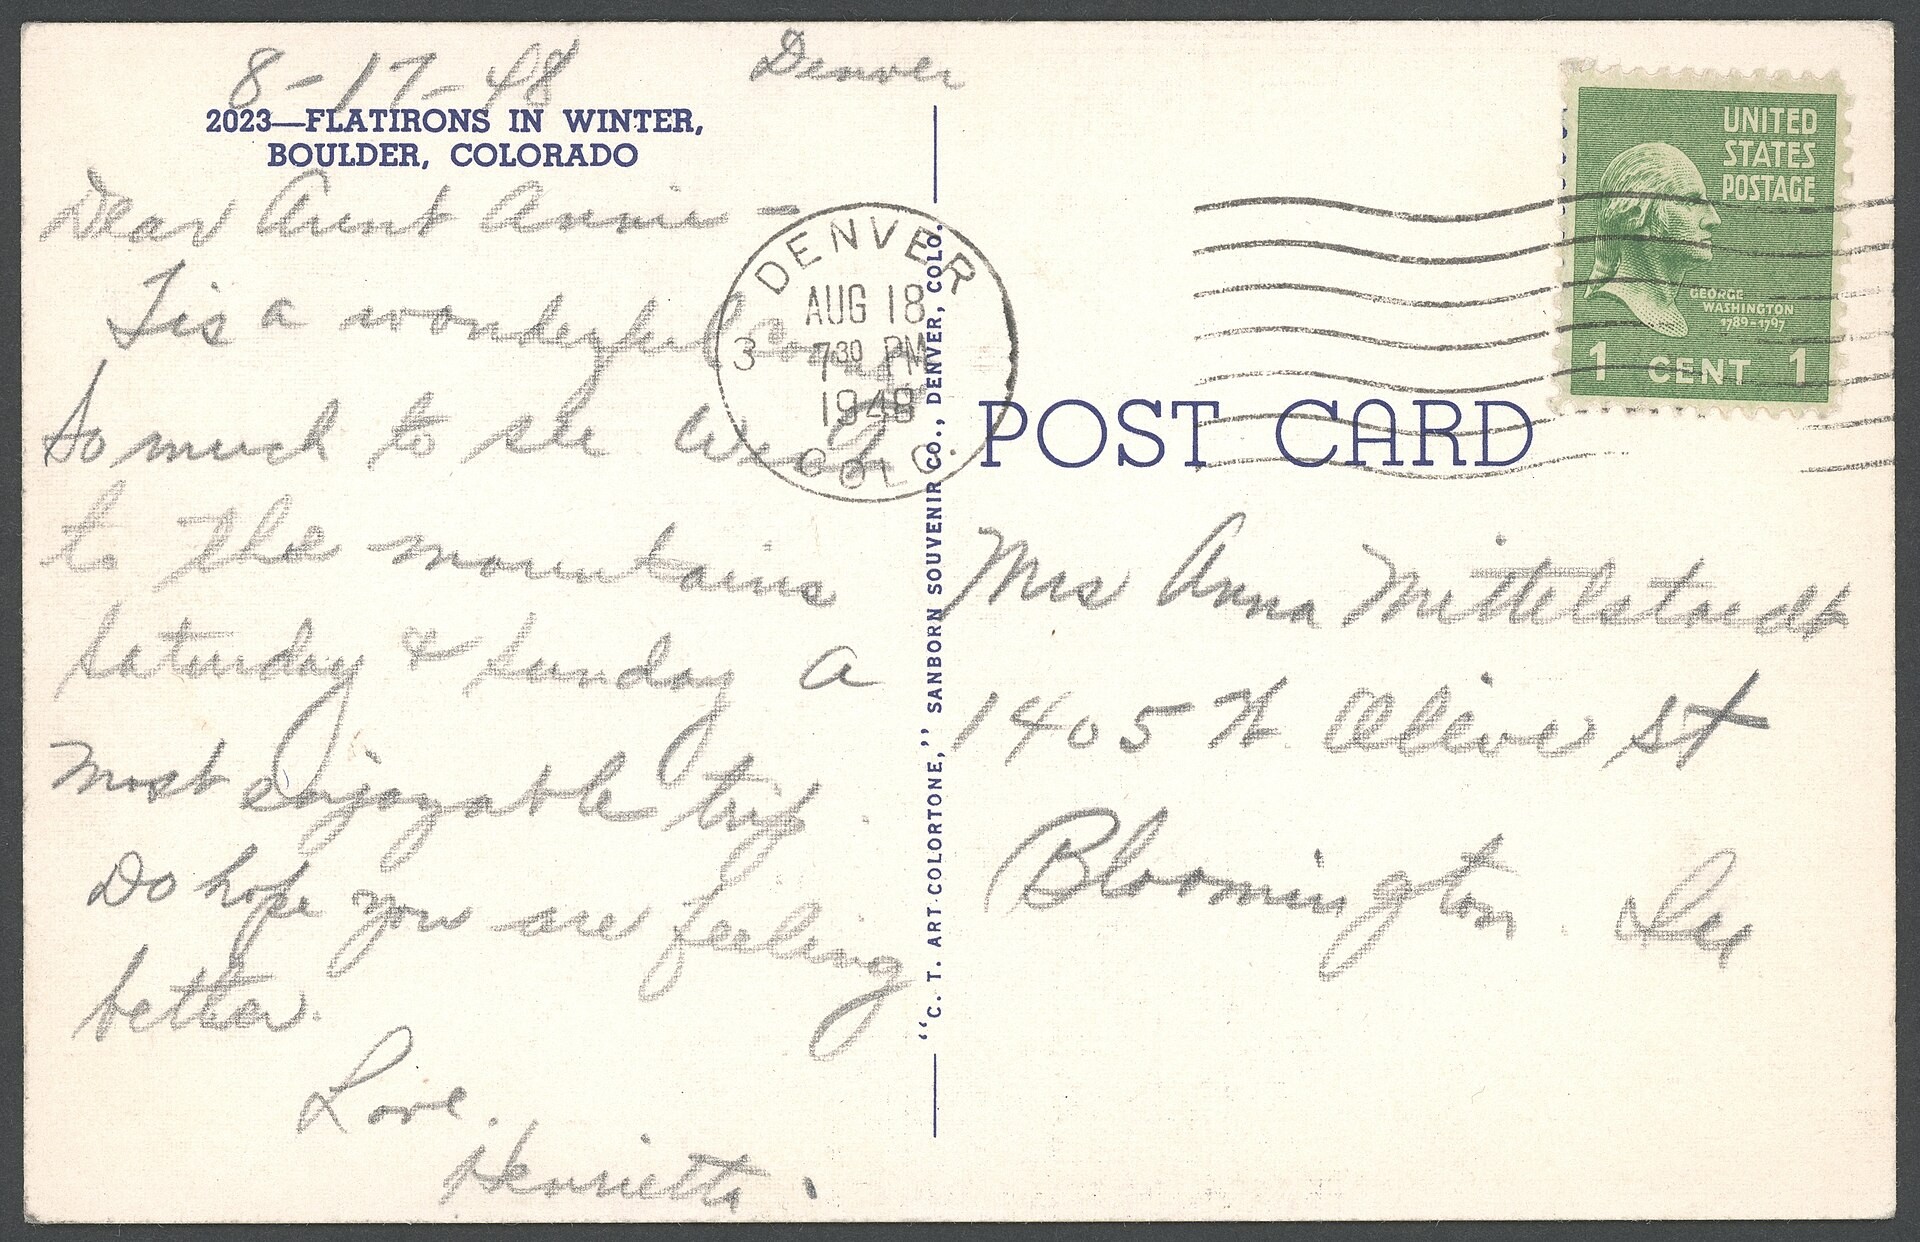 8-17-48 Denver
2023—FLATIRONS IN WINTER,
BOULDER, COLORADO
Dear Aunt Annie —
Tis a wonderful
So much to see.
to the mountains
Saturday & Sunday A
most enjoyable trip.
Do hope you are feeling
better.
Love,
Henrietta.
DENVER
AUG 18
3 7 30 PM
1948
COLO.
"C. T. ART-COLORTONE," SANBORN SOUVENIR CO., DENVER, COLO.
UNITED
STATES
POSTAGE
GEORGE
WASHINGTON
1789-1797
1 CENT 1
POST CARD
Mrs Anna Mittelstaedt
1405 N. Olive St
Bloomington